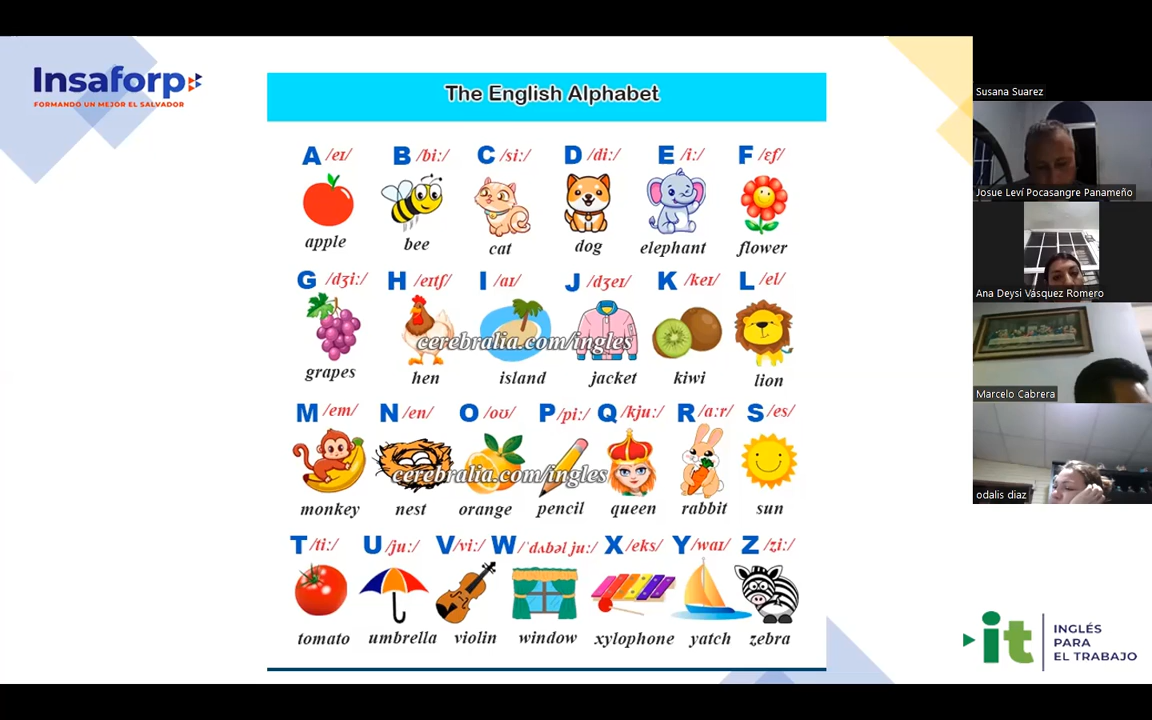 Insaforp
FORMANDO UN MEJOR EL SALVADOR
The English Alphabet
A /eɪ/ B /bi:/ C /si:/ D /di:/ E /i:/ F /ɛf/
apple bee cat dog elephant flower
G /dʒi:/ H /eɪtf/ I /aɪ/ J /dʒeɪ/ K /keɪ/ L /el/
cerebralia.com/ingles
grapes hen island jacket kiwi lion
M /em/ N /en/ O /oʊ/ P /pi:/ Q /kju:/ R /a:r/ S /es/
cerebralia.com/ingles
monkey nest orange pencil queen rabbit sun
T /ti:/ U /ju:/ V /vi:/ W /ˈdʌbəl ju:/ X /eks/ Y /waɪ/ Z /zi:/
tomato umbrella violin window xylophone yatch zebra
Susana Suarez
Josue Leví Pocasangre Panameño
Ana Deysi Vásquez Romero
Marcelo Cabrera
odalis diaz
it
INGLÉS
PARA
EL TRABAJO